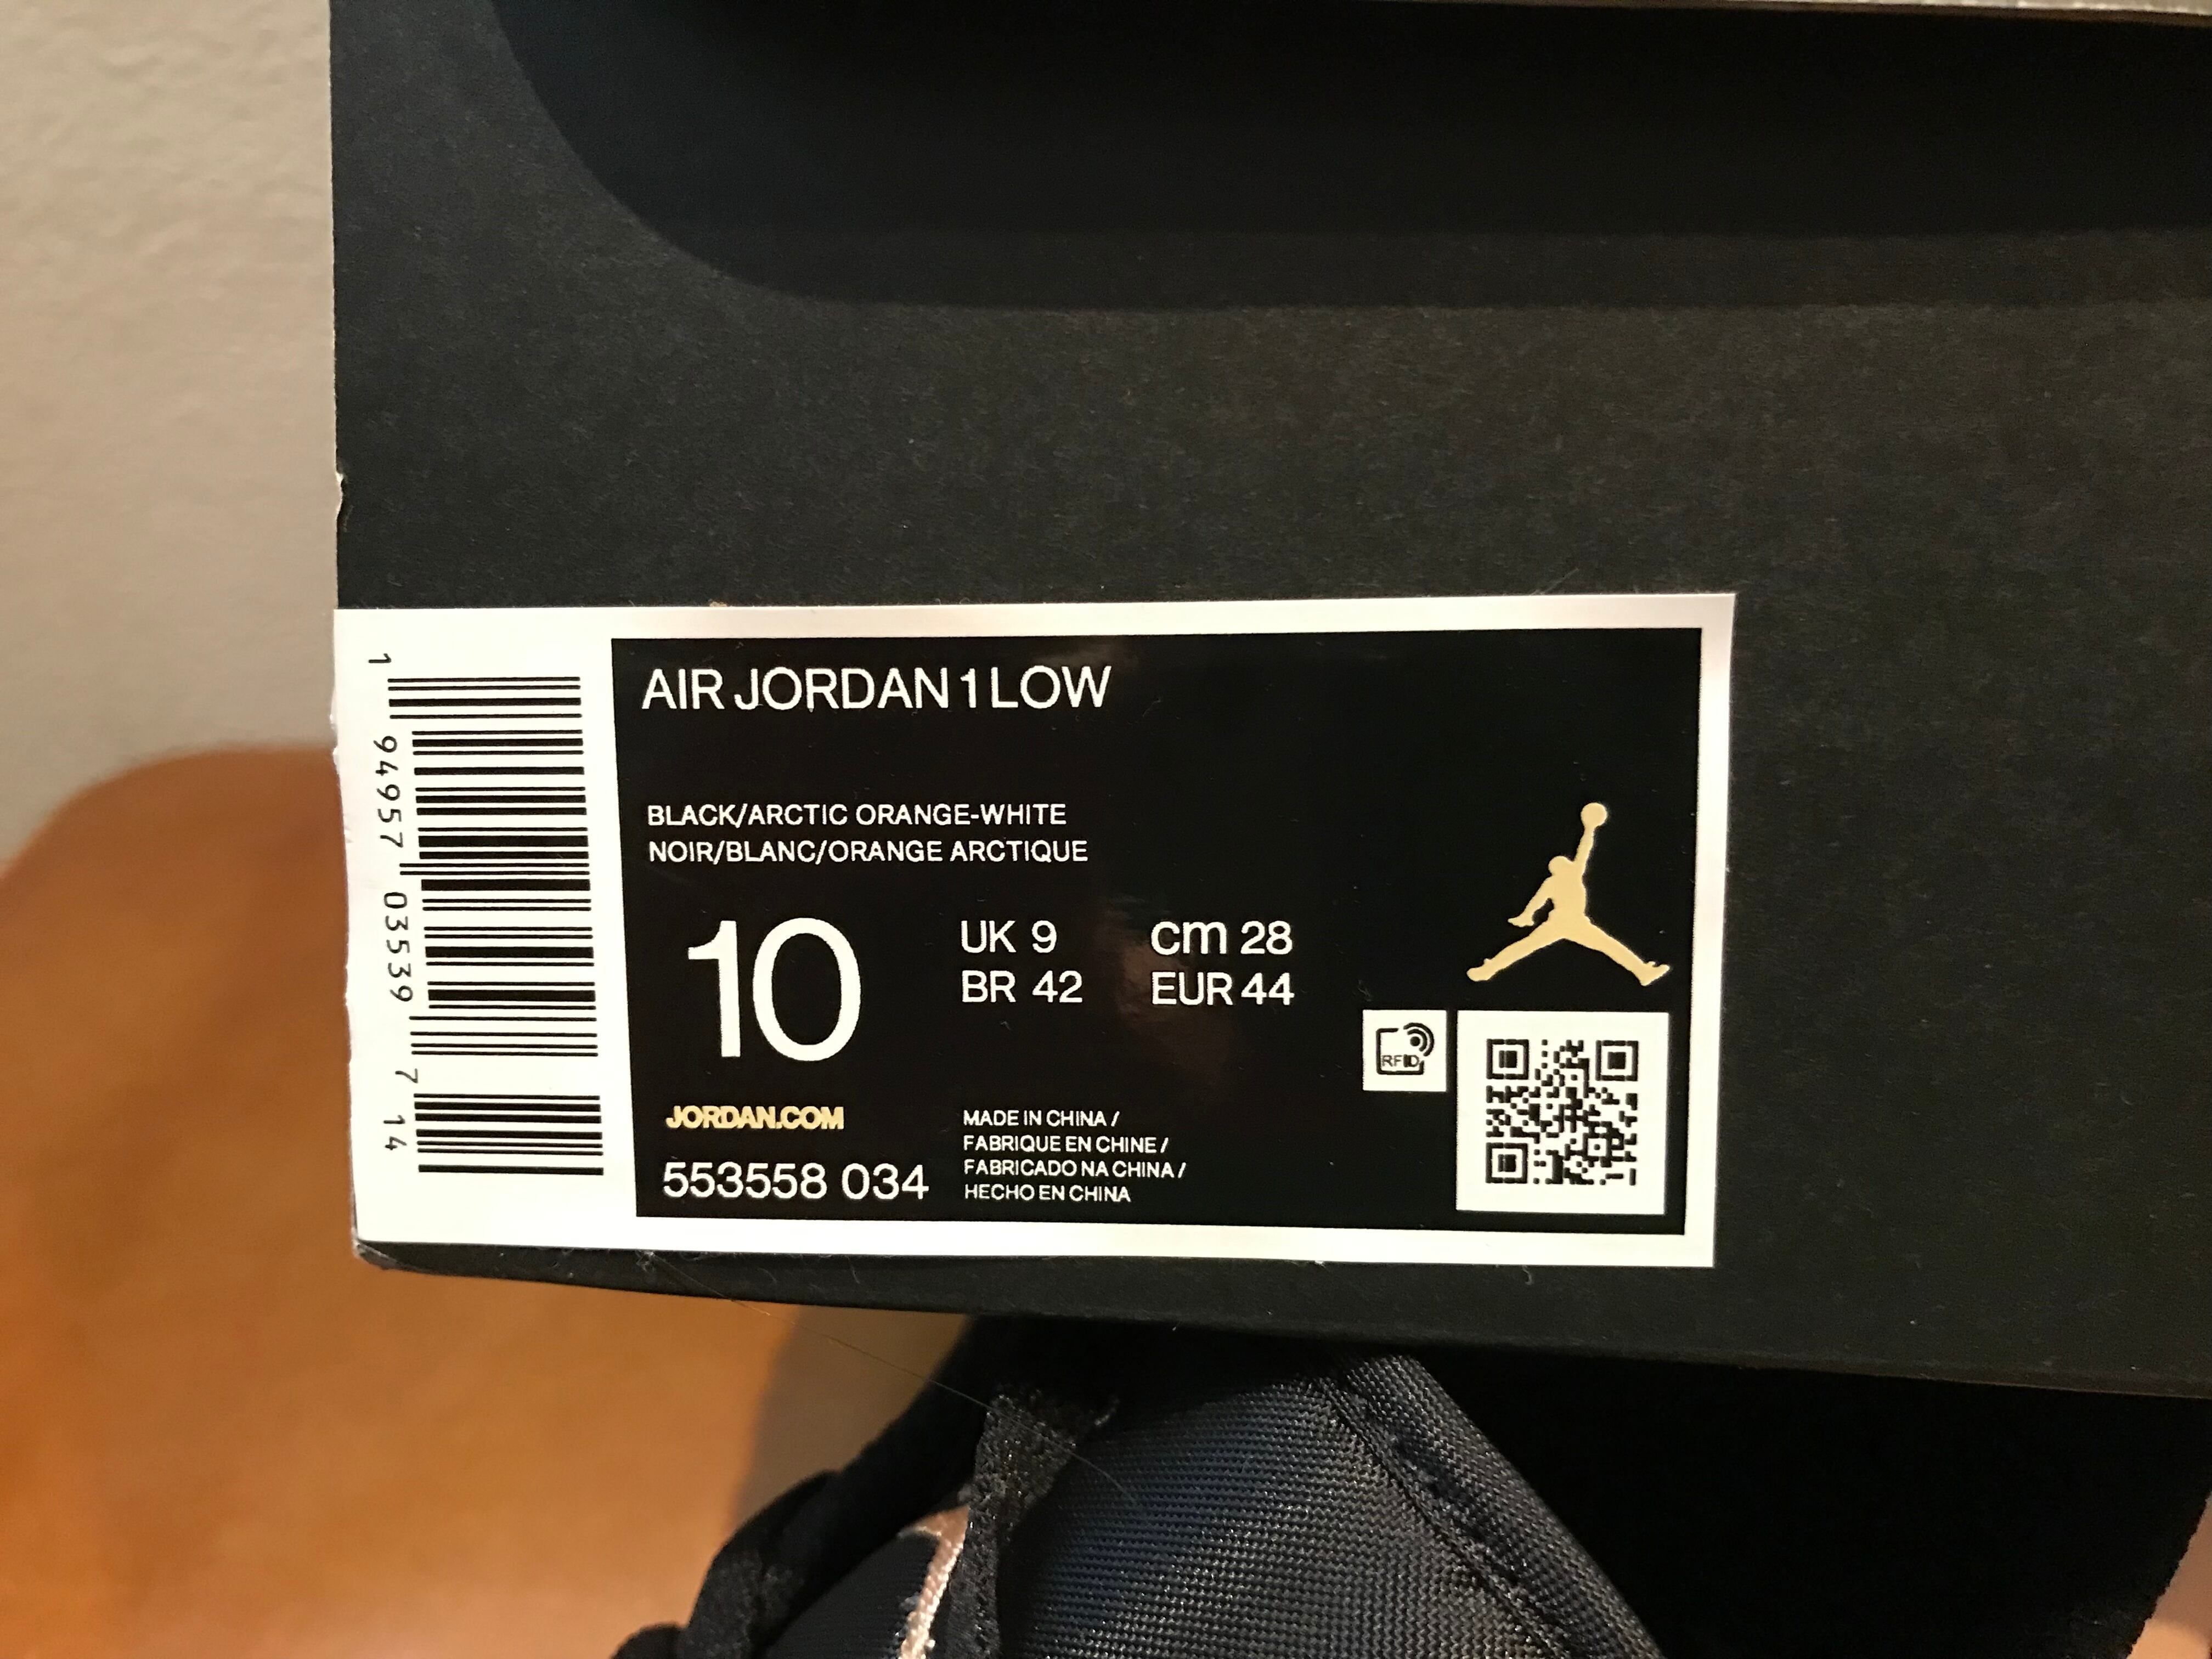 AIR JORDAN 1 LOW
BLACK/ARCTIC ORANGE-WHITE
NOIR/BLANC/ORANGE ARCTIQUE
10
UK 9
cm 28
BR 42
EUR 44
RFID
JORDAN.COM
553558 034
MADE IN CHINA /
FABRIQUE EN CHINE /
FABRICADO NA CHINA /
HECHO EN CHINA
1 94957 03539 7 14